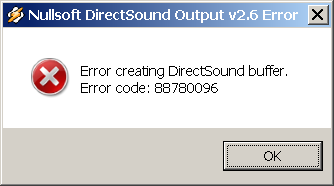 Nullsoft DirectSound Output v2.6 Error
Error creating DirectSound buffer.
Error code: 88780096
OK